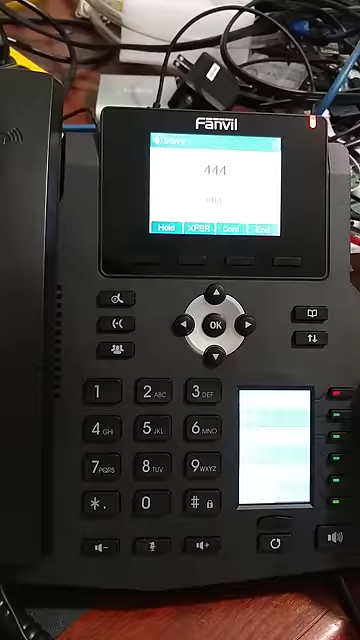 Fanvil
444
Hold XFER Conf End
OK
1 2 ABC 3 DEF
4 GHI 5 JKL 6 MNO
7 PQRS 8 TUV 9 WXYZ
* . 0 #